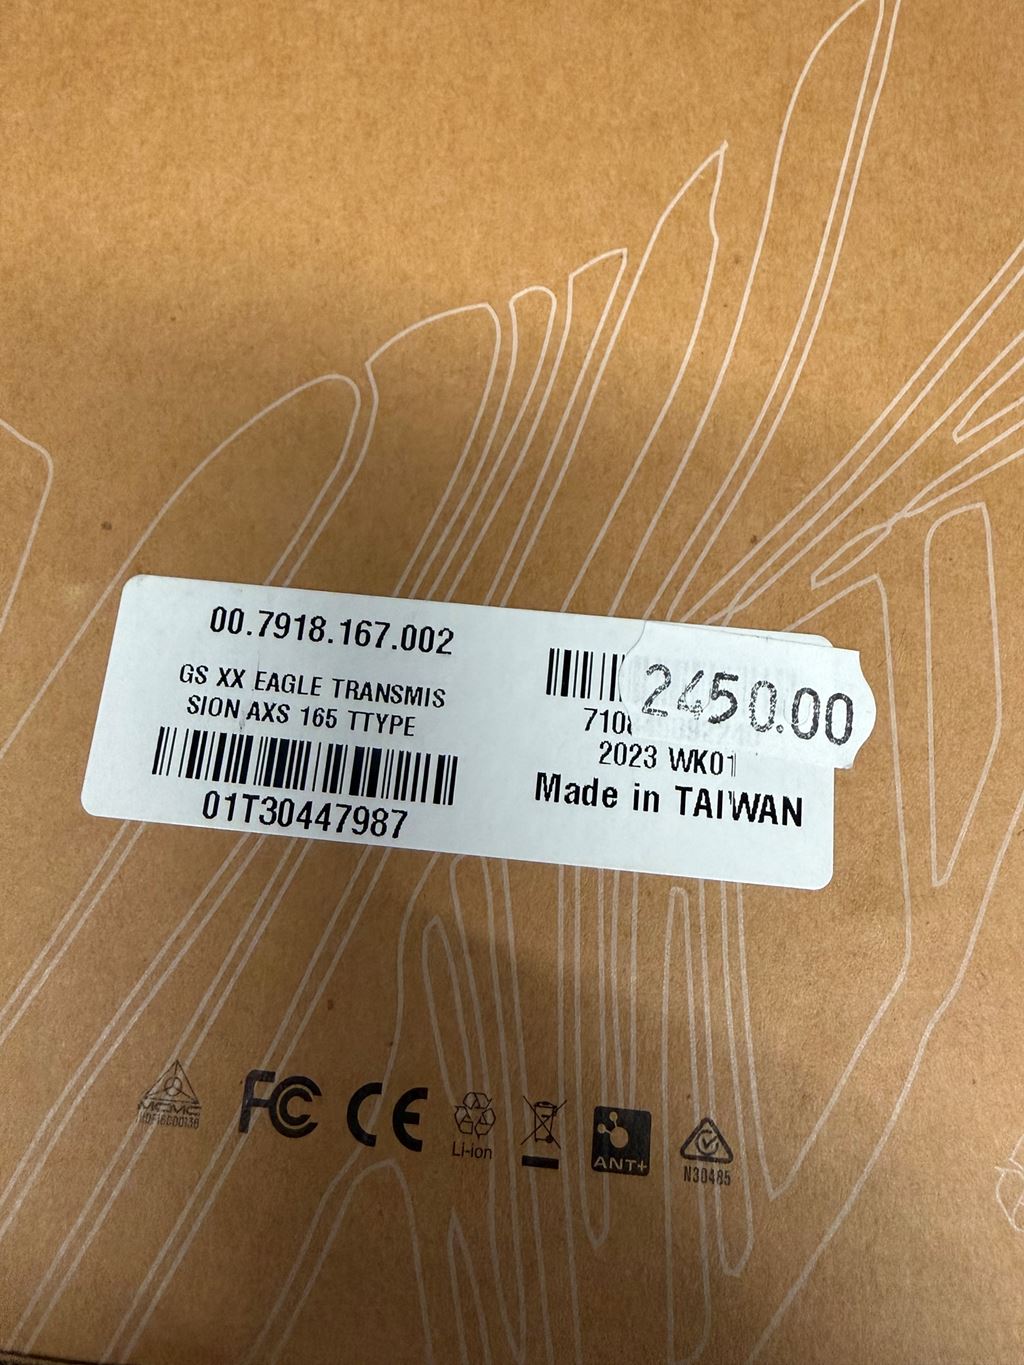 00.7918.167.002
GS XX EAGLE TRANSMIS
SION AXS 165 TTYPE
01T30447987
2450.00
2023 WK01
Made in TAIWAN
FC CE
Li-ion
ANT+
N30485